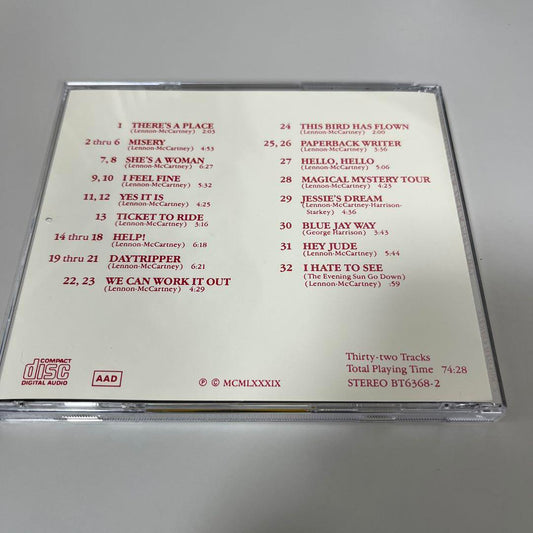 1 THERE'S A PLACE
(Lennon-McCartney) 2:03
2 thru 6 MISERY
(Lennon-McCartney) 4:53
7, 8 SHE'S A WOMAN
(Lennon-McCartney) 6:27
9, 10 I FEEL FINE
(Lennon-McCartney) 5:32
11, 12 YES IT IS
(Lennon-McCartney) 4:25
13 TICKET TO RIDE
(Lennon-McCartney) 3:16
14 thru 18 HELP!
(Lennon-McCartney) 6:18
19 thru 21 DAYTRIPPER
(Lennon-McCartney) 6:21
22, 23 WE CAN WORK IT OUT
(Lennon-McCartney) 4:29
24 THIS BIRD HAS FLOWN
(Lennon-McCartney) 2:60
25, 26 PAPERBACK WRITER
(Lennon-McCartney) 3:36
27 HELLO, HELLO
(Lennon-McCartney) 5:06
28 MAGICAL MYSTERY TOUR
(Lennon-McCartney) 4:23
29 JESSIE'S DREAM
(Lennon-McCartney-Harrison-
Starkey) 4:36
30 BLUE JAY WAY
(George Harrison) 3:43
31 HEY JUDE
(Lennon-McCartney) 5:44
32 I HATE TO SEE
(The Evening Sun Go Down)
(Lennon-McCartney) :59
COMPACT
disc
DIGITAL AUDIO
AAD
℗ © MCMLXXXIX
Thirty-two Tracks
Total Playing Time 74:28
STEREO BT6368-2